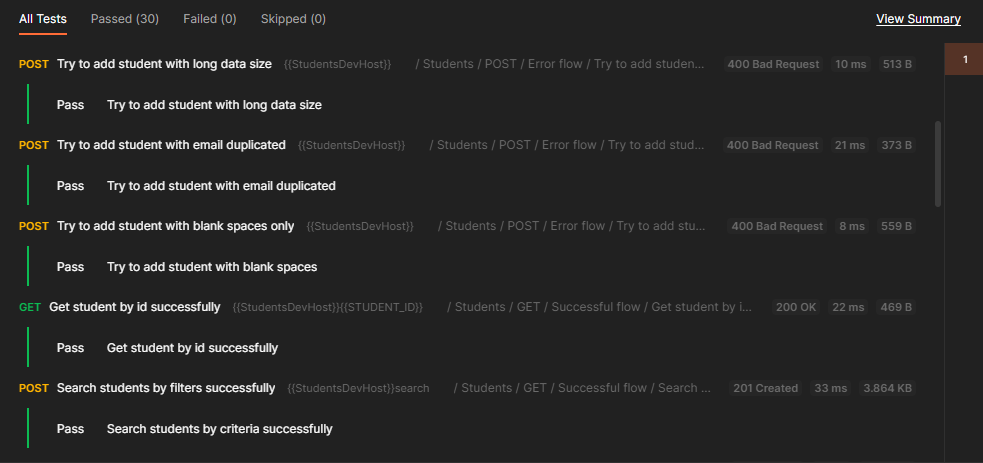 All Tests Passed (30) Failed (0) Skipped (0) View Summary
POST Try to add student with long data size {{StudentsDevHost}} / Students / POST / Error flow / Try to add studen... 400 Bad Request 10 ms 513 B 1
Pass Try to add student with long data size
POST Try to add student with email duplicated {{StudentsDevHost}} / Students / POST / Error flow / Try to add stud... 400 Bad Request 21 ms 373 B
Pass Try to add student with email duplicated
POST Try to add student with blank spaces only {{StudentsDevHost}} / Students / POST / Error flow / Try to add stu... 400 Bad Request 8 ms 559 B
Pass Try to add student with blank spaces
GET Get student by id successfully {{StudentsDevHost}}{{STUDENT_ID}} / Students / GET / Successful flow / Get student by i... 200 OK 22 ms 469 B
Pass Get student by id successfully
POST Search students by filters successfully {{StudentsDevHost}}search / Students / GET / Successful flow / Search ... 201 Created 33 ms 3.864 KB
Pass Search students by criteria successfully